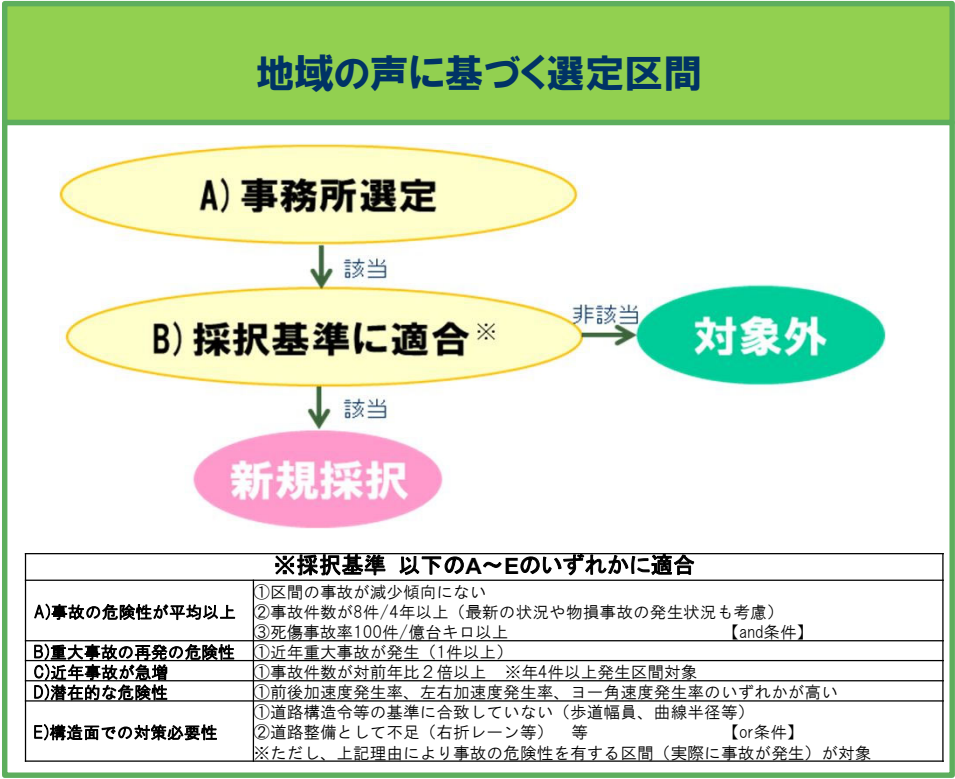 地域の声に基づく選定区間
A) 事務所選定
該当
B) 採択基準に適合※
非該当
対象外
該当
新規採択
※採択基準 以下のA～Eのいずれかに適合
A)事故の危険性が平均以上
①区間の事故が減少傾向にない
②事故件数が8件/4年以上（最新の状況や物損事故の発生状況も考慮）
③死傷事故率100件/億台キロ以上 【and条件】
B)重大事故の再発の危険性
①近年重大事故が発生（1件以上）
C)近年事故が急増
①事故件数が対前年比２倍以上 ※年4件以上発生区間対象
D)潜在的な危険性
①前後加速度発生率、左右加速度発生率、ヨー角速度発生率のいずれかが高い
E)構造面での対策必要性
①道路構造令等の基準に合致していない（歩道幅員、曲線半径等）
②道路整備として不足（右折レーン等） 等 【or条件】
※ただし、上記理由により事故の危険性を有する区間（実際に事故が発生）が対象